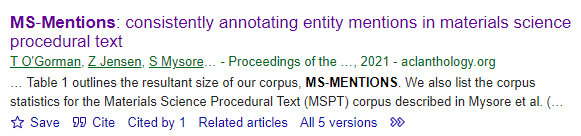 MS-Mentions: consistently annotating entity mentions in materials science
procedural text
T O'Gorman, Z Jensen, S Mysore… - Proceedings of the …, 2021 - aclanthology.org
… Table 1 outlines the resultant size of our corpus, MS-MENTIONS. We also list the corpus
statistics for the Materials Science Procedural Text (MSPT) corpus described in Mysore et al. (…
Save Cite Cited by 1 Related articles All 5 versions